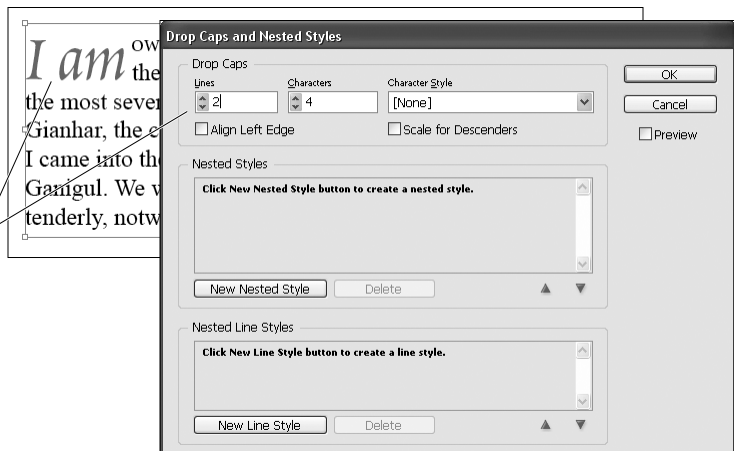 I am ow
the
the most sever
Gianhar, the c
I came into the
Ganigul. We w
tenderly, notw
Drop Caps and Nested Styles
Drop Caps
Lines
Characters
Character Style
2
4
[None]
Align Left Edge
Scale for Descenders
OK
Cancel
Preview
Nested Styles
Click New Nested Style button to create a nested style.
New Nested Style
Delete
Nested Line Styles
Click New Line Style button to create a line style.
New Line Style
Delete